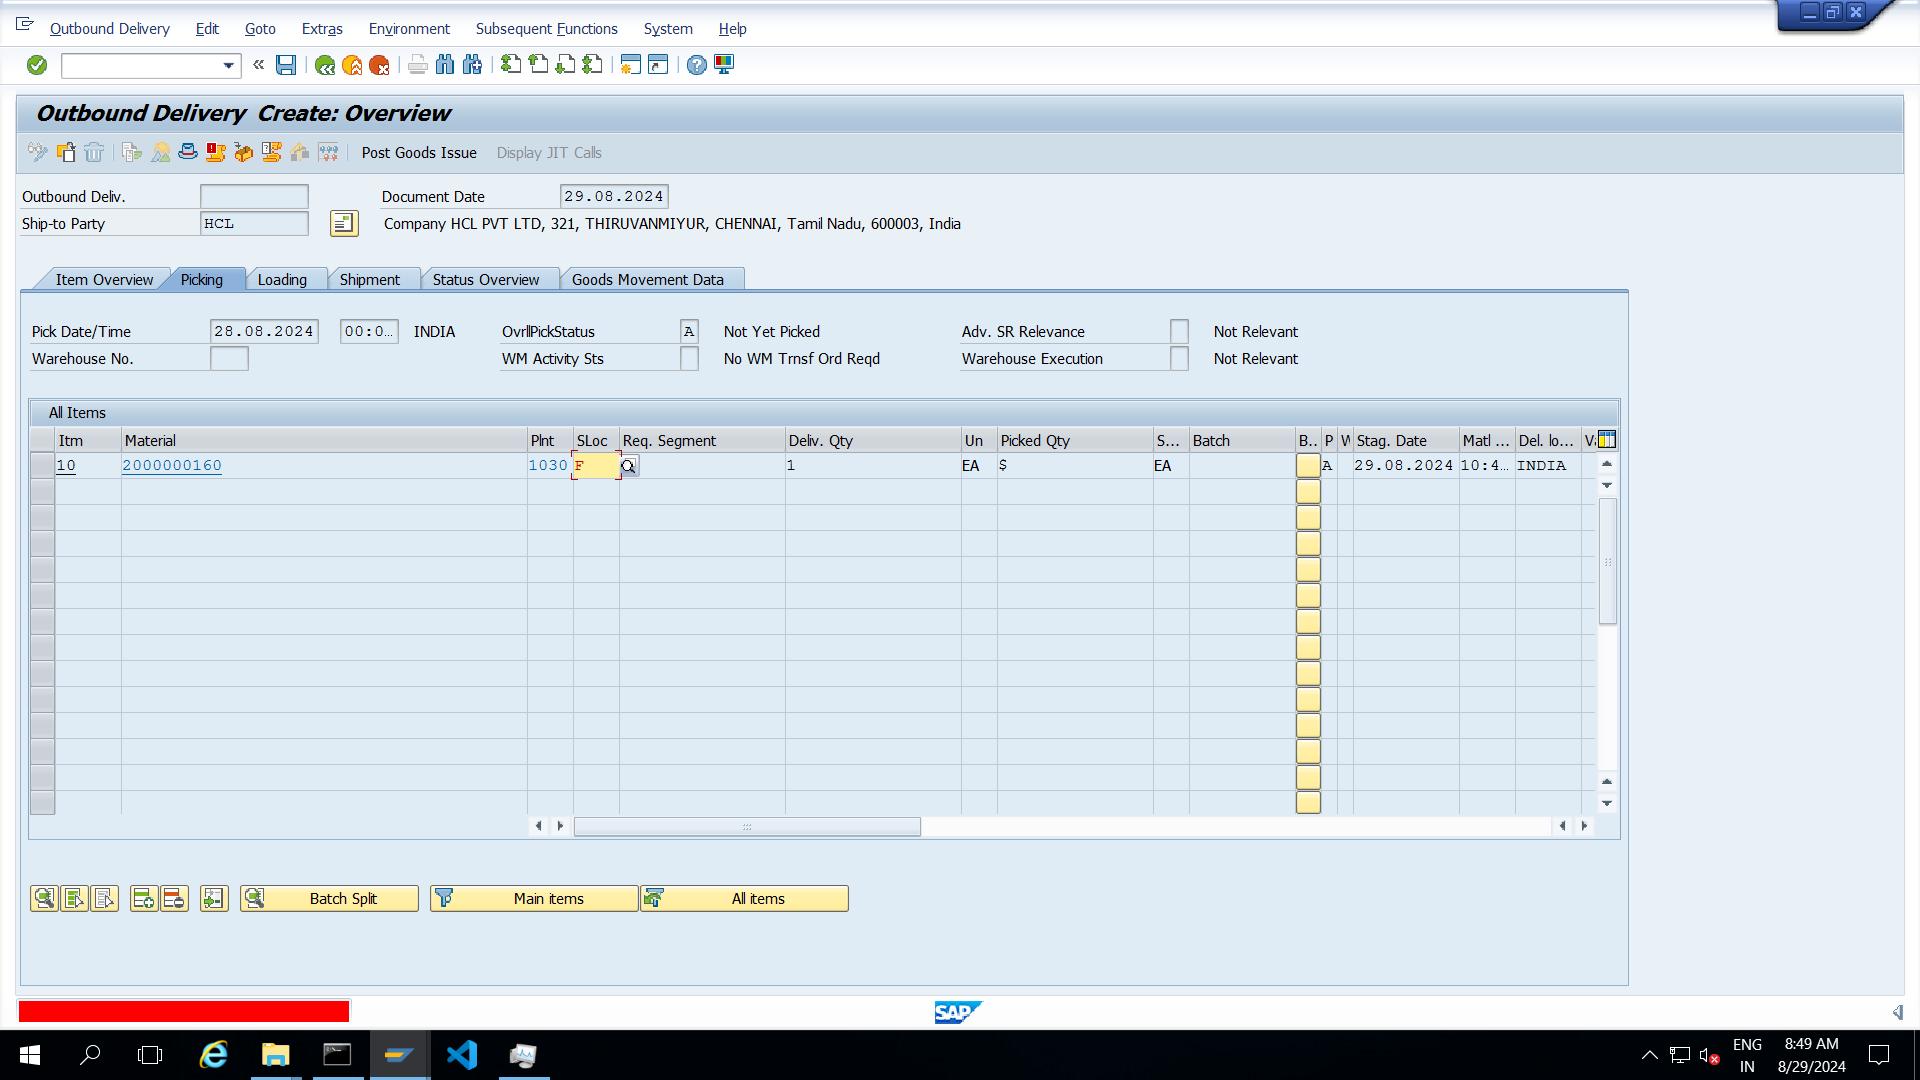 Outbound Delivery Edit Goto Extras Environment Subsequent Functions System Help
Outbound Delivery Create: Overview
Post Goods Issue Display JIT Calls
Outbound Deliv. Document Date 29.08.2024
Ship-to Party HCL Company HCL PVT LTD, 321, THIRUVANMIYUR, CHENNAI, Tamil Nadu, 600003, India
Item Overview Picking Loading Shipment Status Overview Goods Movement Data
Pick Date/Time 28.08.2024 00:0… INDIA OvrllPickStatus A Not Yet Picked Adv. SR Relevance Not Relevant
Warehouse No. WM Activity Sts No WM Trnsf Ord Reqd Warehouse Execution Not Relevant
All Items
Itm Material Plnt SLoc Req. Segment Deliv. Qty Un Picked Qty S... Batch B.. P W Stag. Date Matl ... Del. lo... Va
10 2000000160 1030 F 1 EA $ EA A 29.08.2024 10:4… INDIA
Batch Split Main items All items
SAP
ENG 8:49 AM
IN 8/29/2024